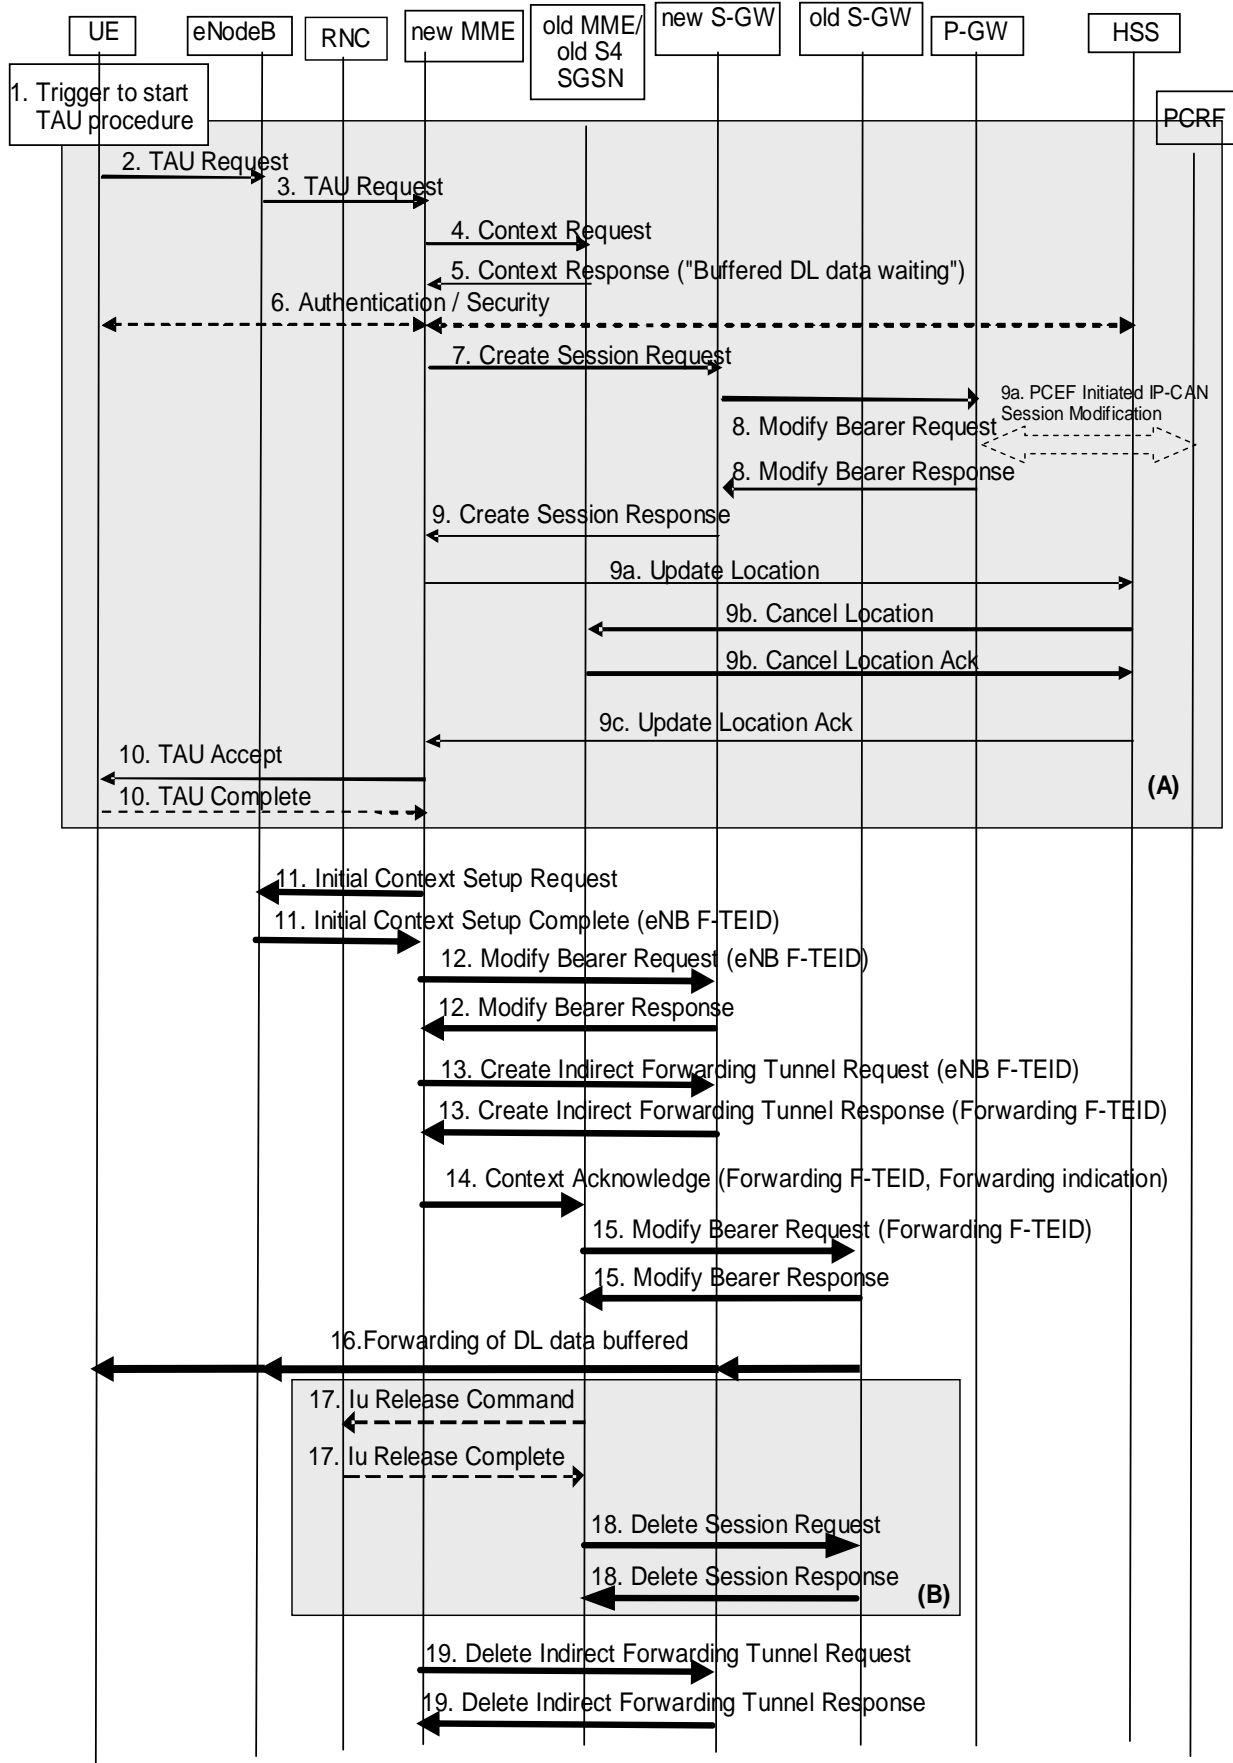 UE
eNodeB
RNC
new MME
old MME/
old S4
SGSN
new S-GW
old S-GW
P-GW
HSS
PCRF
1. Trigger to start
TAU procedure
2. TAU Request
3. TAU Request
4. Context Request
5. Context Response ("Buffered DL data waiting")
6. Authentication / Security
7. Create Session Request
9a. PCEF Initiated IP-CAN
Session Modification
8. Modify Bearer Request
8. Modify Bearer Response
9. Create Session Response
9a. Update Location
9b. Cancel Location
9b. Cancel Location Ack
9c. Update Location Ack
10. TAU Accept
10. TAU Complete
(A)
11. Initial Context Setup Request
11. Initial Context Setup Complete (eNB F-TEID)
12. Modify Bearer Request (eNB F-TEID)
12. Modify Bearer Response
13. Create Indirect Forwarding Tunnel Request (eNB F-TEID)
13. Create Indirect Forwarding Tunnel Response (Forwarding F-TEID)
14. Context Acknowledge (Forwarding F-TEID, Forwarding indication)
15. Modify Bearer Request (Forwarding F-TEID)
15. Modify Bearer Response
16.Forwarding of DL data buffered
17. Iu Release Command
17. Iu Release Complete
18. Delete Session Request
18. Delete Session Response
(B)
19. Delete Indirect Forwarding Tunnel Request
19. Delete Indirect Forwarding Tunnel Response